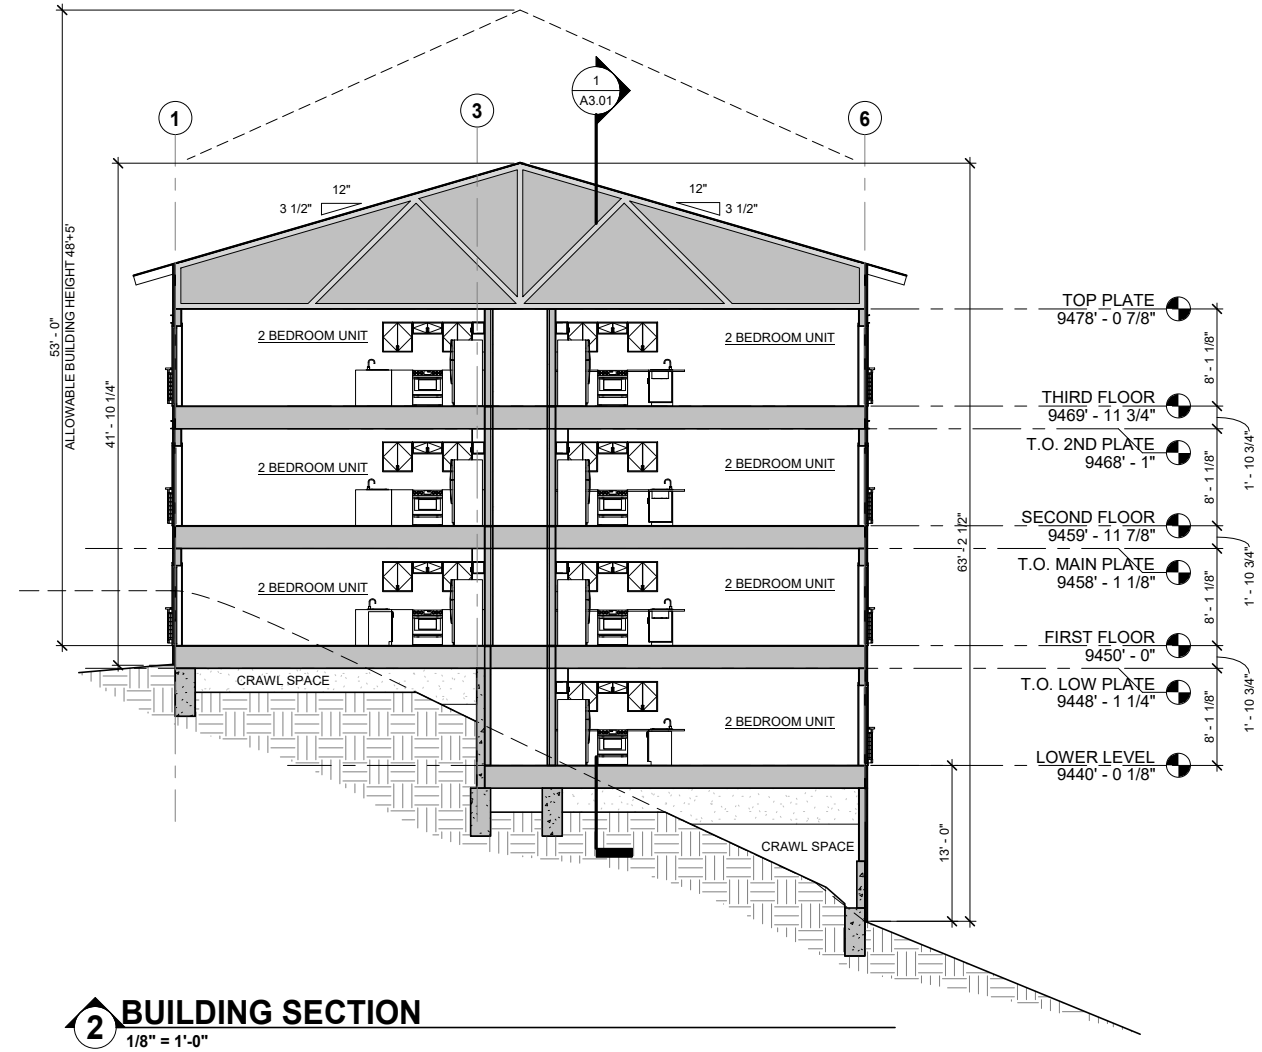 1
A3.01
1
3
6
12"
3 1/2"
12"
3 1/2"
53' - 0"
ALLOWABLE BUILDING HEIGHT 48'+5'
41' - 10 1/4"
63' - 2 1/2"
13' - 0"
2 BEDROOM UNIT
2 BEDROOM UNIT
2 BEDROOM UNIT
2 BEDROOM UNIT
2 BEDROOM UNIT
2 BEDROOM UNIT
2 BEDROOM UNIT
CRAWL SPACE
CRAWL SPACE
TOP PLATE
9478' - 0 7/8"
8' - 1 1/8"
THIRD FLOOR
9469' - 11 3/4"
1' - 10 3/4"
T.O. 2ND PLATE
9468' - 1"
8' - 1 1/8"
SECOND FLOOR
9459' - 11 7/8"
1' - 10 3/4"
T.O. MAIN PLATE
9458' - 1 1/8"
8' - 1 1/8"
FIRST FLOOR
9450' - 0"
1' - 10 3/4"
T.O. LOW PLATE
9448' - 1 1/4"
8' - 1 1/8"
LOWER LEVEL
9440' - 0 1/8"
2
BUILDING SECTION
1/8" = 1'-0"